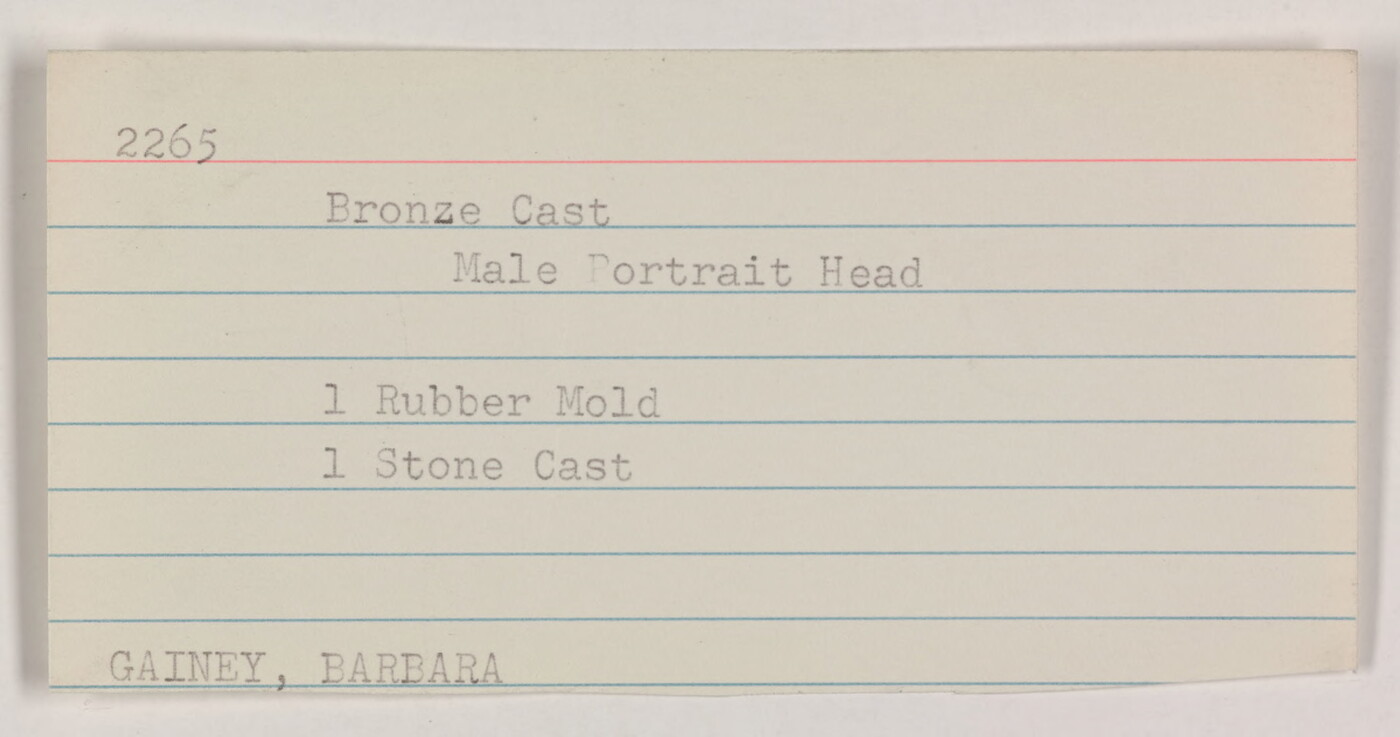 2265
Bronze Cast
Male Portrait Head
1 Rubber Mold
1 Stone Cast
GAINEY, BARBARA